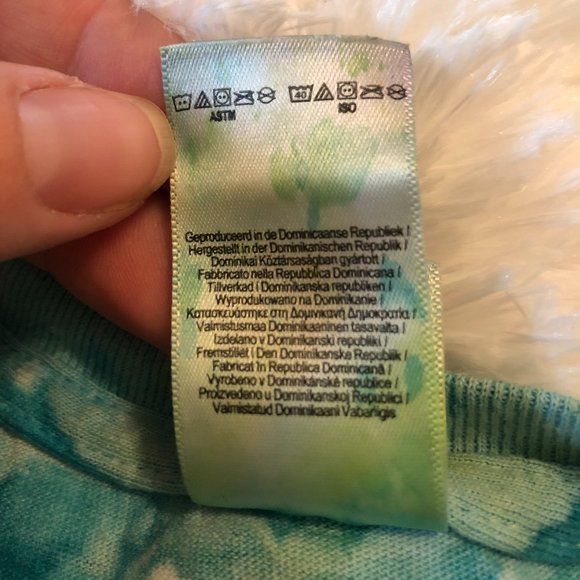 40
ASTM ISO
Geproduceerd in de Dominicaanse Republiek /
Hergestellt in der Dominikanischen Republik /
Dominikai Köztársaságban gyártott /
Fabbricato nella Repubblica Dominicana /
Tillverkad i Dominikanska republiken /
Wyprodukowano na Dominikanie /
Κατασκευάστηκε στη Δομινικανή Δημοκρατία /
Valmistusmaa Dominikaaninen tasavalta /
Izdelano v Dominikanski republiki /
Fremstillet i Den Dominikanske Republik /
Fabricat în Republica Dominicană /
Vyrobeno v Dominikánské republice /
Proizvedeno u Dominikanskoj Republici /
Valmistatud Dominikaani Vabariigis